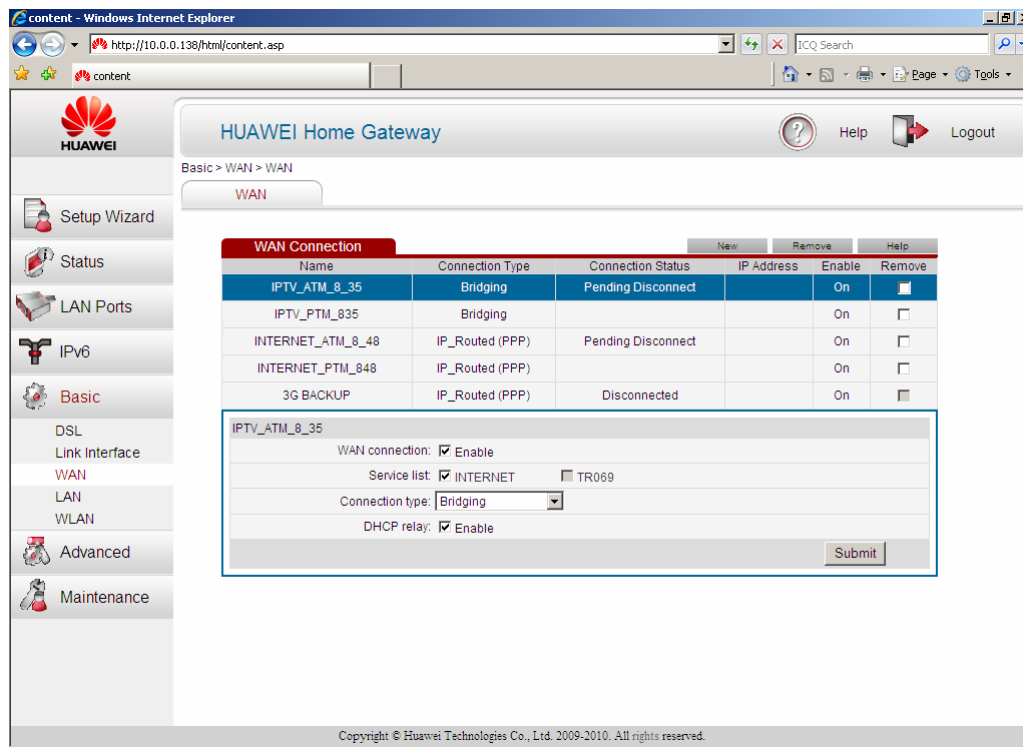 content - Windows Internet Explorer
http://10.0.0.138/html/content.asp
ICQ Search
content
Page
Tools
HUAWEI
HUAWEI Home Gateway
Help
Logout
Basic > WAN > WAN
WAN
Setup Wizard
Status
LAN Ports
IPv6
Basic
DSL
Link Interface
WAN
LAN
WLAN
Advanced
Maintenance
WAN Connection
New Remove Help
Name Connection Type Connection Status IP Address Enable Remove
IPTV_ATM_8_35 Bridging Pending Disconnect On
IPTV_PTM_835 Bridging On
INTERNET_ATM_8_48 IP_Routed (PPP) Pending Disconnect On
INTERNET_PTM_848 IP_Routed (PPP) On
3G BACKUP IP_Routed (PPP) Disconnected On
IPTV_ATM_8_35
WAN connection: Enable
Service list: INTERNET TR069
Connection type: Bridging
DHCP relay: Enable
Submit
Copyright © Huawei Technologies Co., Ltd. 2009-2010. All rights reserved.